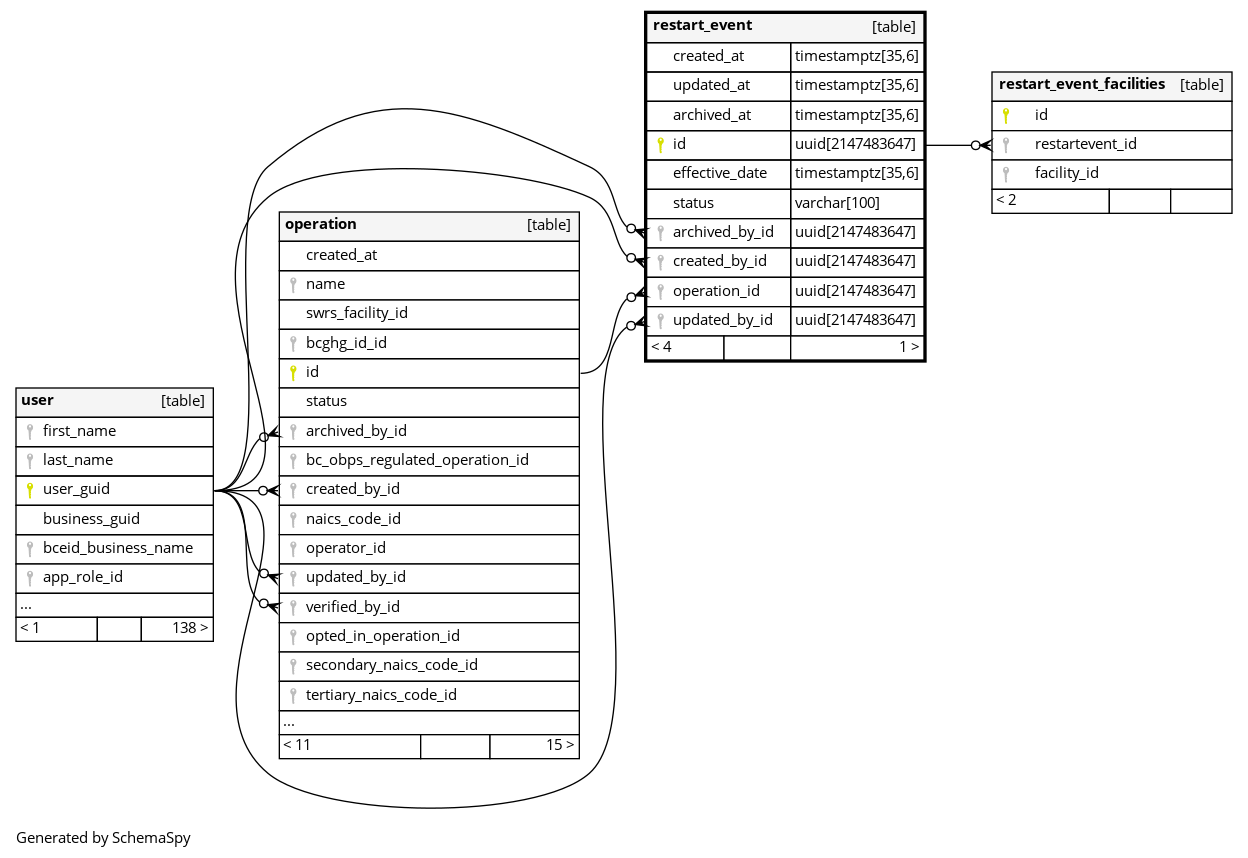 restart_event [table]
created_at timestamptz[35,6]
updated_at timestamptz[35,6]
archived_at timestamptz[35,6]
id uuid[2147483647]
effective_date timestamptz[35,6]
status varchar[100]
archived_by_id uuid[2147483647]
created_by_id uuid[2147483647]
operation_id uuid[2147483647]
updated_by_id uuid[2147483647]
< 4 1 >
restart_event_facilities [table]
id
restartevent_id
facility_id
< 2
operation [table]
created_at
name
swrs_facility_id
bcghg_id_id
id
status
archived_by_id
bc_obps_regulated_operation_id
created_by_id
naics_code_id
operator_id
updated_by_id
verified_by_id
opted_in_operation_id
secondary_naics_code_id
tertiary_naics_code_id
...
< 11 15 >
user [table]
first_name
last_name
user_guid
business_guid
bceid_business_name
app_role_id
...
< 1 138 >
Generated by SchemaSpy